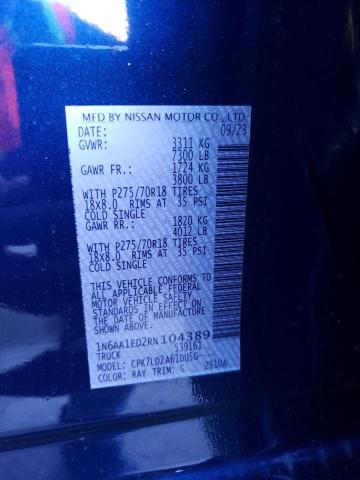 MFD BY NISSAN MOTOR CO., LTD.
DATE: 09/23
GVWR: 3311 KG
7300 LB
GAWR FR.: 1724 KG
3800 LB
WITH P275/70R18 TIRES
18X8.0 RIMS AT 35 PSI
COLD SINGLE
GAWR RR.: 1820 KG
4012 LB
WITH P275/70R18 TIRES
18X8.0 RIMS AT 35 PSI
COLD SINGLE
THIS VEHICLE CONFORMS TO
ALL APPLICABLE FEDERAL
MOTOR VEHICLE SAFETY
STANDARDS IN EFFECT ON
THE DATE OF MANUFACTURE
SHOWN ABOVE.
1N6AA1ED2RN104389
TRUCK 539161
MODEL: CPK7LD2A61DU5G--
COLOR: RAY TRIM: G 2S10A